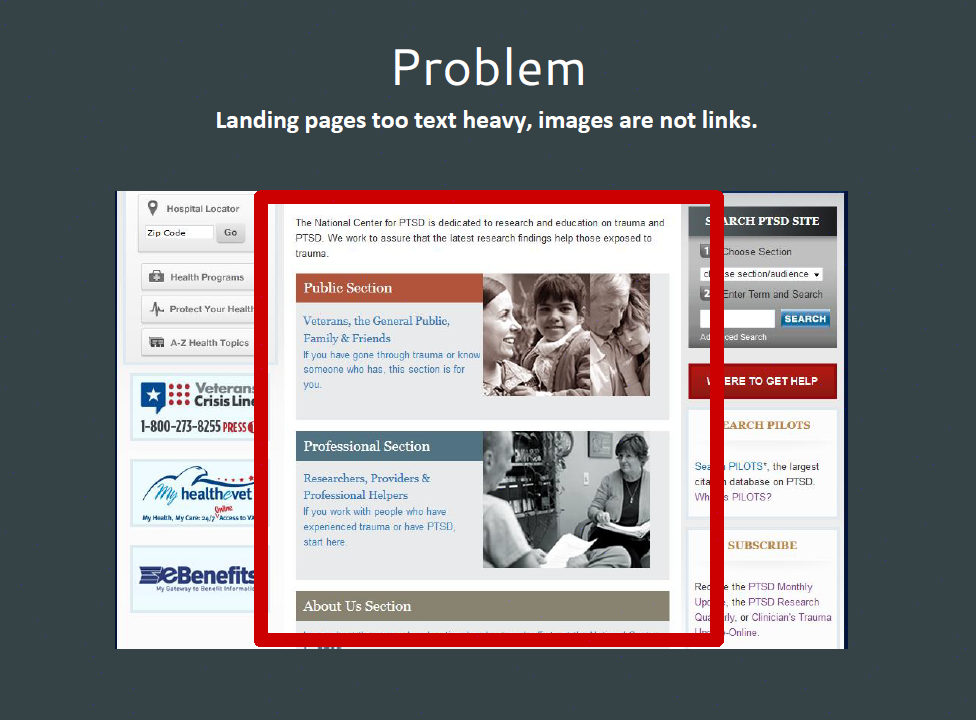 Problem
Landing pages too text heavy, images are not links.
Hospital Locator
Zip Code
Go
Health Programs
Protect Your Health
A-Z Health Topics
Veterans
Crisis Line
1-800-273-8255 PRESS
My healthevet
My Health, My Care: 24/7 Online Access to VA
eBenefits
My Gateway to Benefit Information
The National Center for PTSD is dedicated to research and education on trauma and
PTSD. We work to assure that the latest research findings help those exposed to
trauma.
Public Section
Veterans, the General Public,
Family & Friends
If you have gone through trauma or know
someone who has, this section is for
you.
Professional Section
Researchers, Providers &
Professional Helpers
If you work with people who have
experienced trauma or have PTSD,
start here.
About Us Section
SEARCH PTSD SITE
1 Choose Section
choose section/audience
2 Enter Term and Search
SEARCH
Advanced Search
WHERE TO GET HELP
SEARCH PILOTS
Search PILOTS*, the largest
citation database on PTSD.
What is PILOTS?
SUBSCRIBE
Receive the PTSD Monthly
Update, the PTSD Research
Quarterly, or Clinician's Trauma
Update-Online.